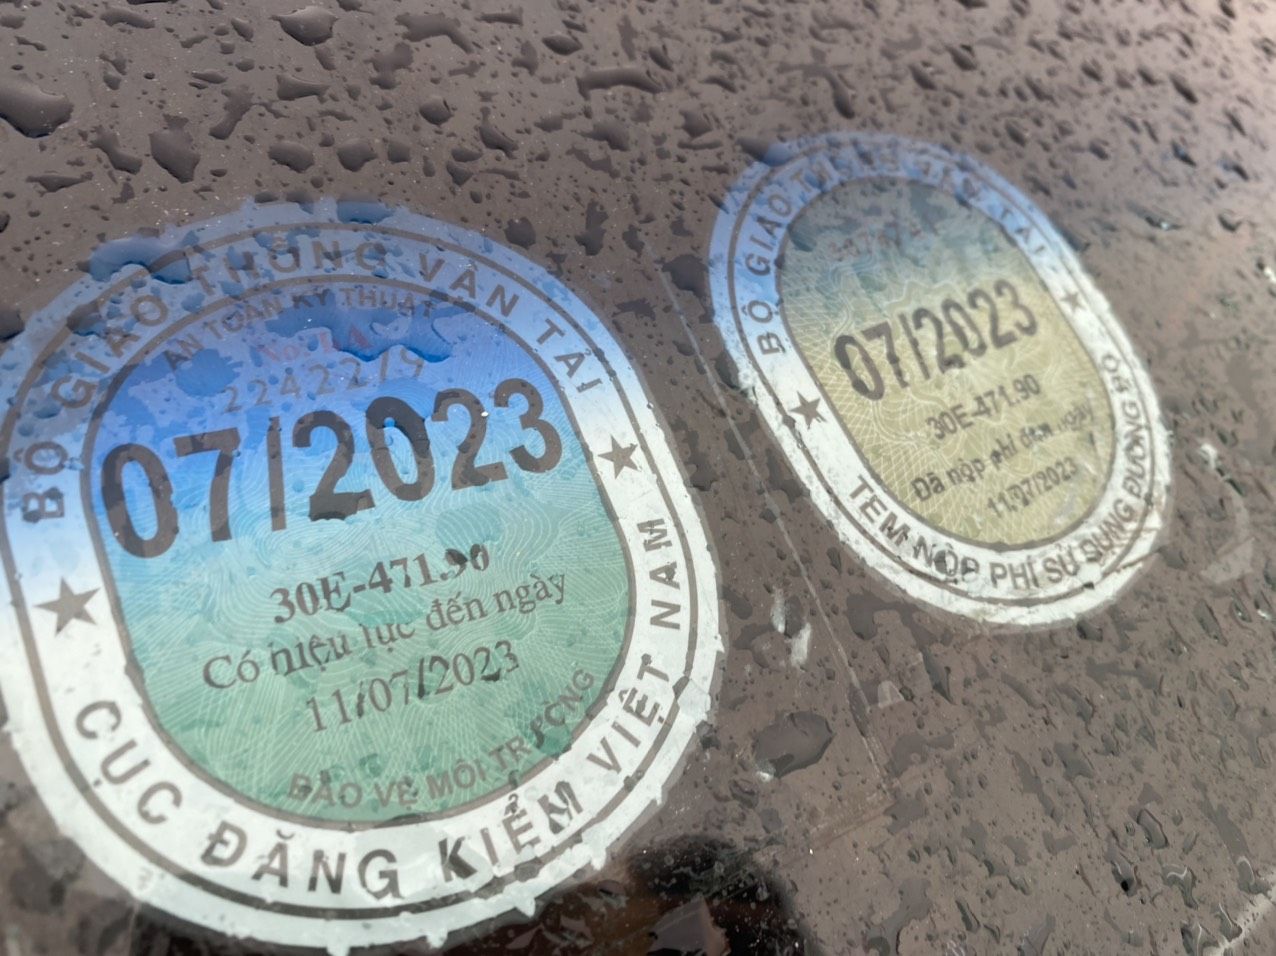 BỘ GIAO THÔNG VẬN TẢI
AN TOÀN KỸ THUẬT
2242279
07/2023
30E-471.90
Có hiệu lực đến ngày
11/07/2023
BẢO VỆ MÔI TRƯỜNG
CỤC ĐĂNG KIỂM VIỆT NAM
BỘ GIAO THÔNG VẬN TẢI
07/2023
30E-471.90
Đã nộp phí đến ngày
11/07/2023
TEM NỘP PHÍ SỬ DỤNG ĐƯỜNG BỘ